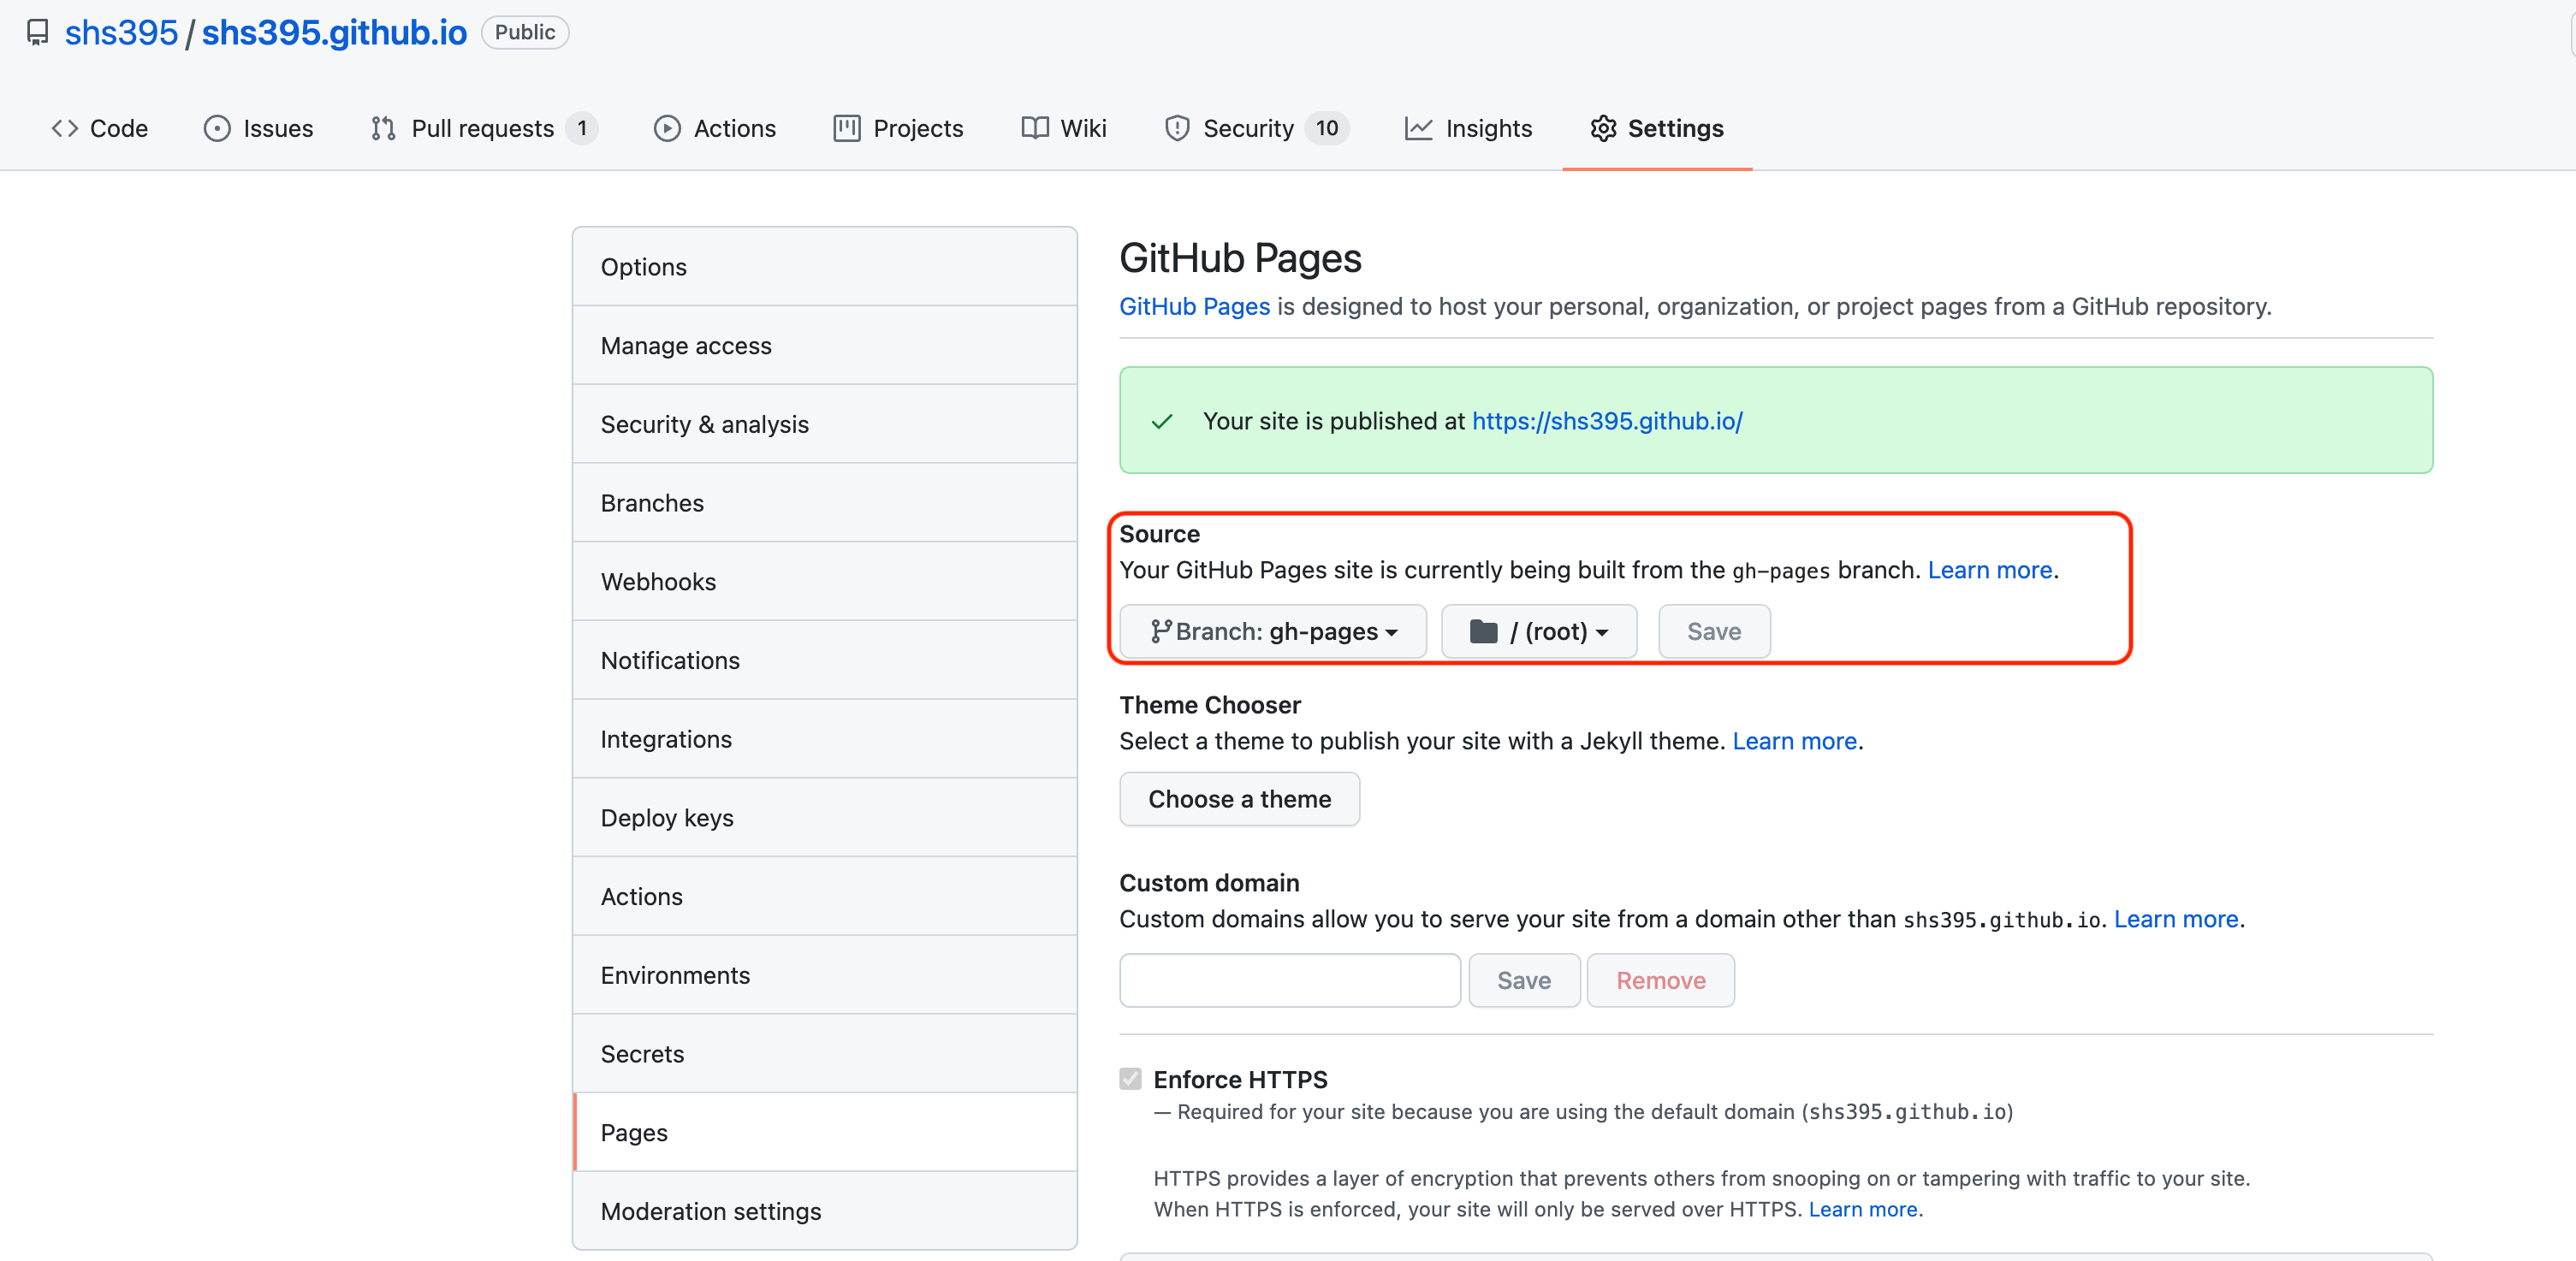 shs395 / shs395.github.io Public
Code Issues Pull requests 1 Actions Projects Wiki Security 10 Insights Settings
Options
Manage access
Security & analysis
Branches
Webhooks
Notifications
Integrations
Deploy keys
Actions
Environments
Secrets
Pages
Moderation settings
GitHub Pages
GitHub Pages is designed to host your personal, organization, or project pages from a GitHub repository.
Your site is published at https://shs395.github.io/
Source
Your GitHub Pages site is currently being built from the gh-pages branch. Learn more.
Branch: gh-pages / (root) Save
Theme Chooser
Select a theme to publish your site with a Jekyll theme. Learn more.
Choose a theme
Custom domain
Custom domains allow you to serve your site from a domain other than shs395.github.io. Learn more.
Save Remove
Enforce HTTPS
— Required for your site because you are using the default domain (shs395.github.io)
HTTPS provides a layer of encryption that prevents others from snooping on or tampering with traffic to your site.
When HTTPS is enforced, your site will only be served over HTTPS. Learn more.